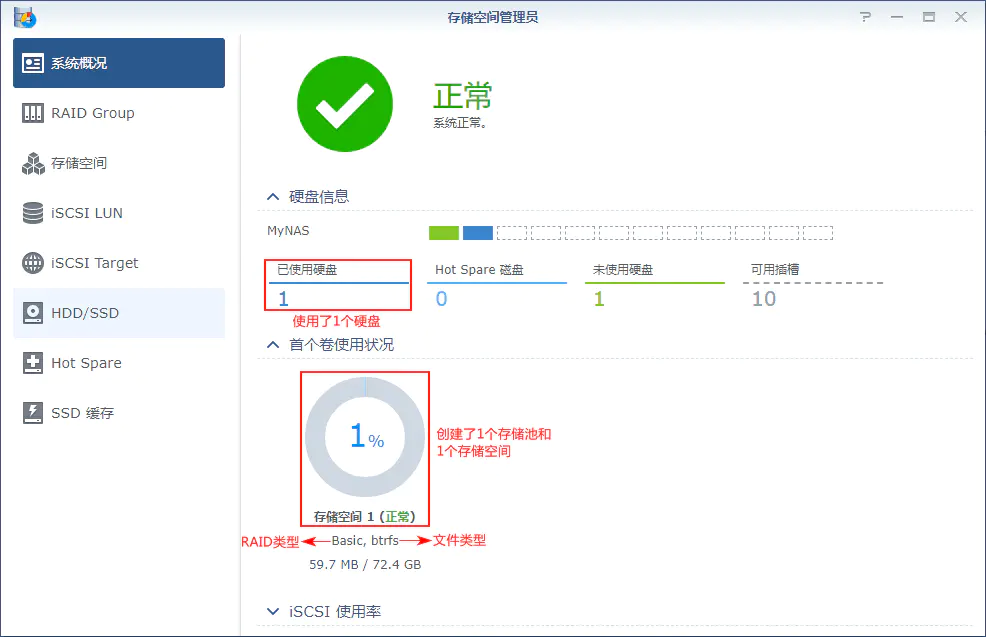 存储空间管理员
系统概况
RAID Group
存储空间
iSCSI LUN
iSCSI Target
HDD/SSD
Hot Spare
SSD 缓存
正常
系统正常。
硬盘信息
MyNAS
已使用硬盘
1
Hot Spare 磁盘
0
未使用硬盘
1
可用插槽
10
使用了1个硬盘
首个卷使用状况
1%
创建了1个存储池和
1个存储空间
存储空间 1 (正常)
RAID类型 Basic, btrfs 文件类型
59.7 MB / 72.4 GB
iSCSI 使用率